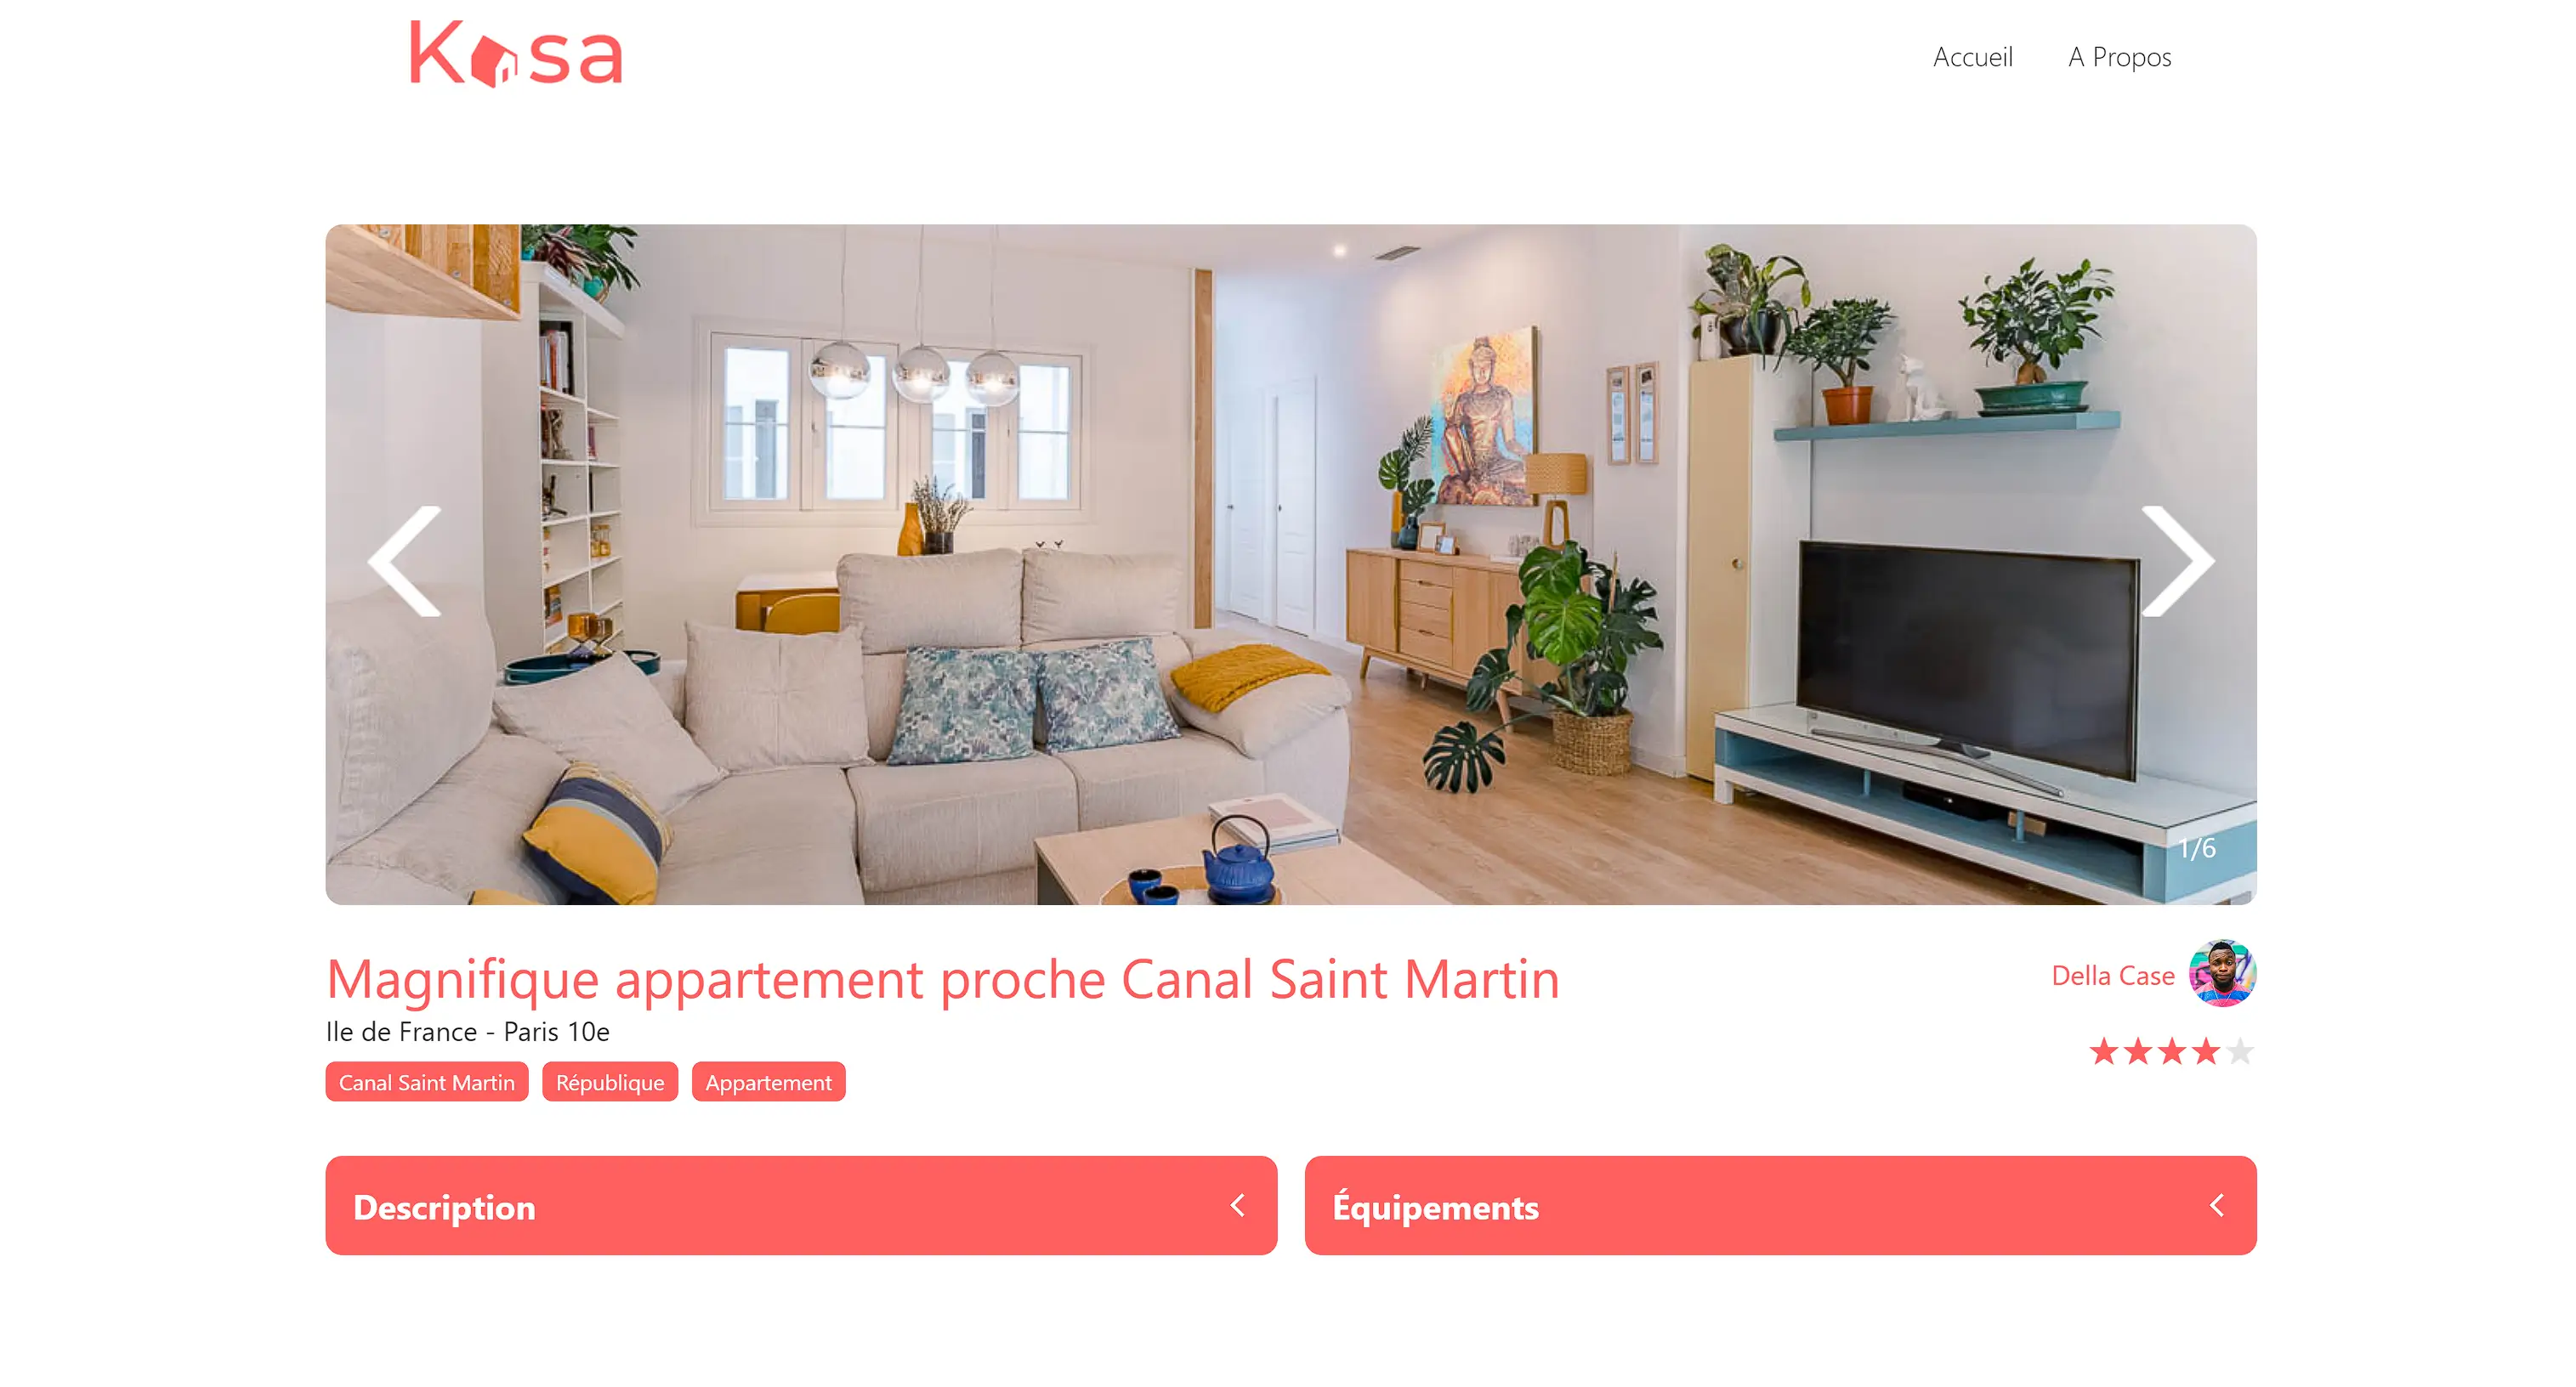 Kasa
Accueil
A Propos
1/6
Magnifique appartement proche Canal Saint Martin
Della Case
Ile de France - Paris 10e
Canal Saint Martin
République
Appartement
Description
Équipements